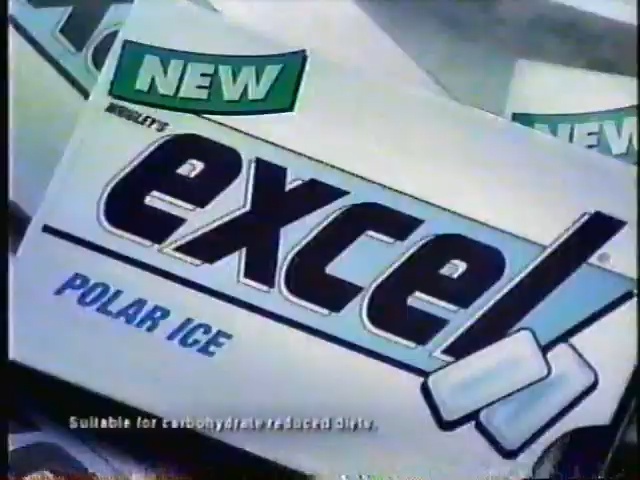 NEW
WRIGLEY'S
excel®
POLAR ICE
NEW
Suitable for carbohydrate reduced diets.